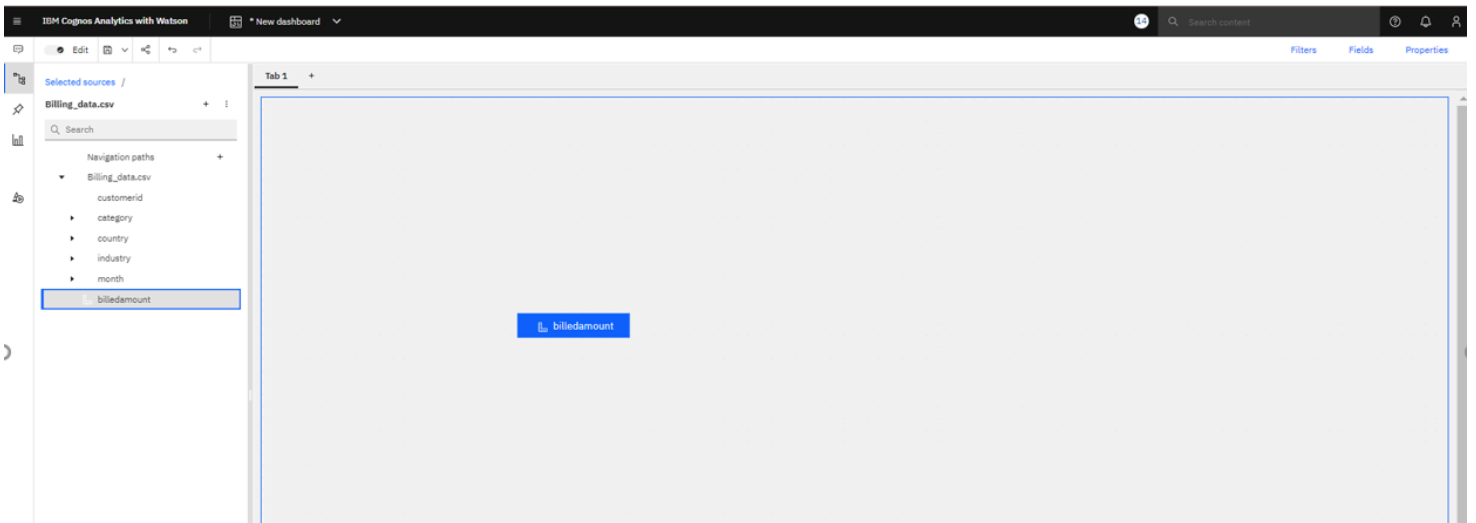 IBM Cognos Analytics with Watson
* New dashboard
14
Search content
Edit
Filters Fields Properties
Selected sources /
Tab 1 +
Billing_data.csv +
Search
Navigation paths +
Billing_data.csv
customerid
category
country
industry
month
billedamount
billedamount